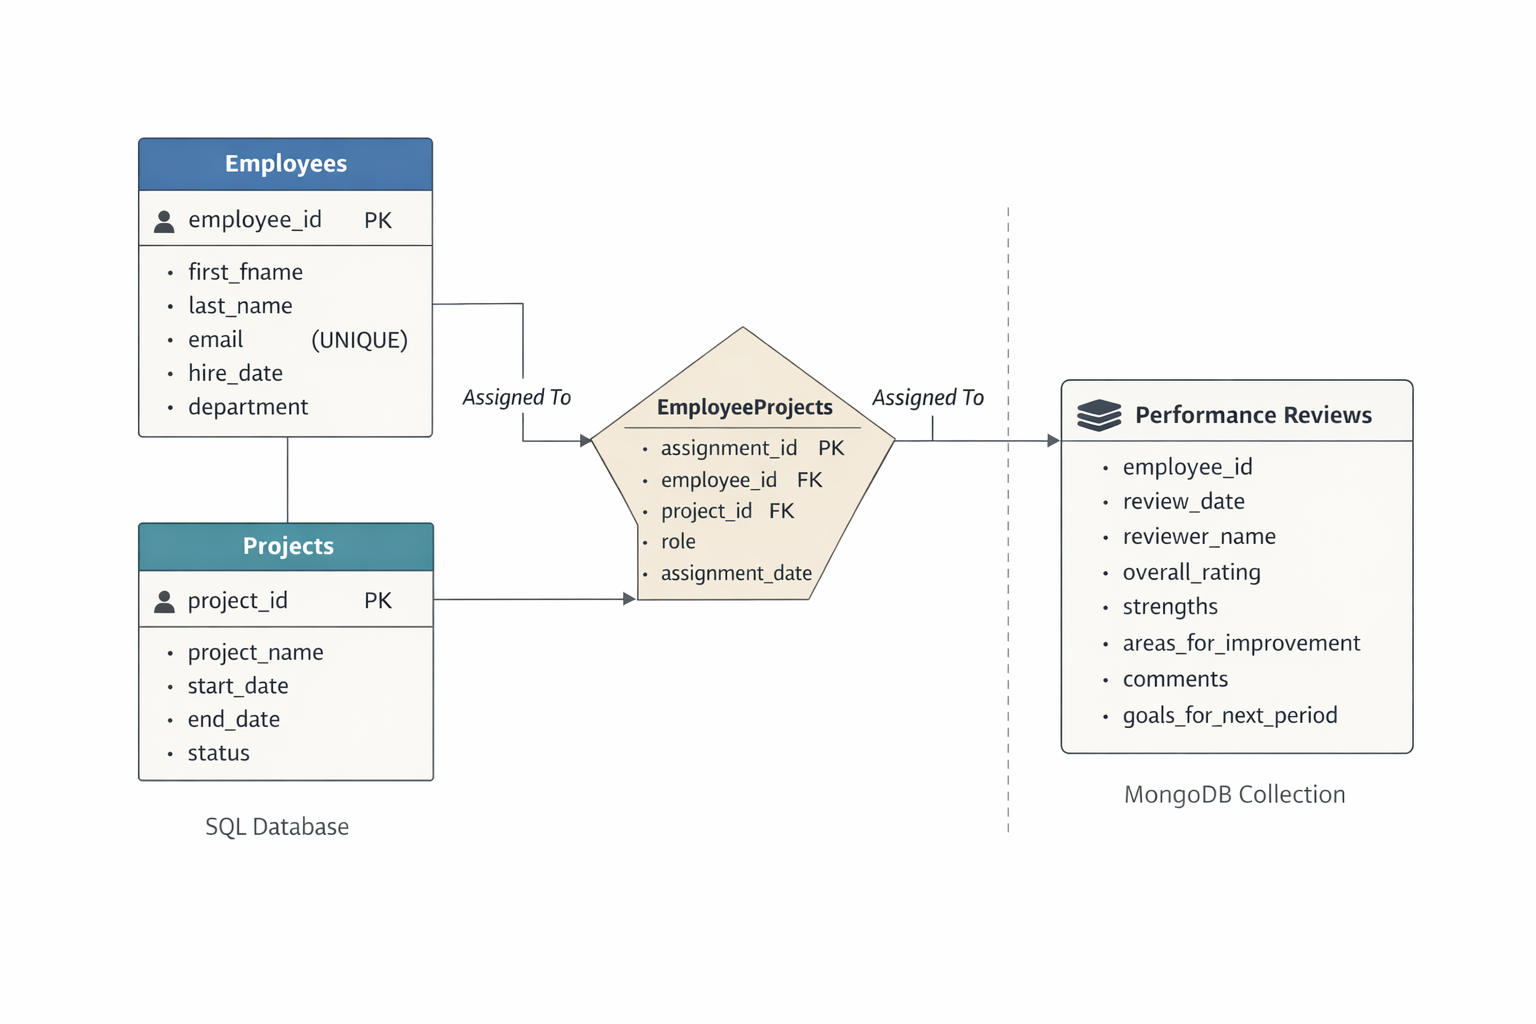 Employees
employee_id PK
• first_fname
• last_name
• email (UNIQUE)
• hire_date
• department
Projects
project_id PK
• project_name
• start_date
• end_date
• status
SQL Database
Assigned To
EmployeeProjects
• assignment_id PK
• employee_id FK
• project_id FK
• role
• assignment_date
Assigned To
Performance Reviews
• employee_id
• review_date
• reviewer_name
• overall_rating
• strengths
• areas_for_improvement
• comments
• goals_for_next_period
MongoDB Collection